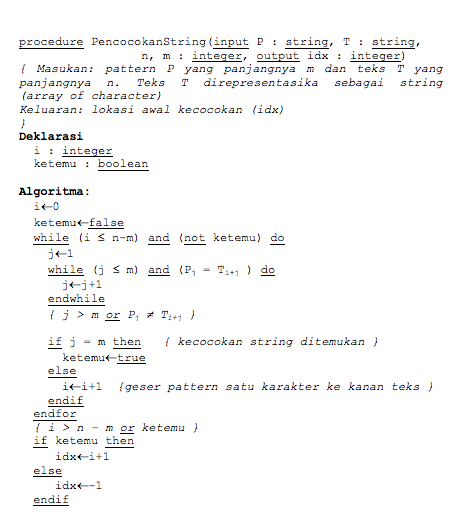 procedure PencocokanString(input P : string, T : string,
n, m : integer, output idx : integer)
{ Masukan: pattern P yang panjangnya m dan teks T yang
panjangnya n. Teks T direpresentasika sebagai string
(array of character)
Keluaran: lokasi awal kecocokan (idx)
}
Deklarasi
i : integer
ketemu : boolean
Algoritma:
i←0
ketemu←false
while (i ≤ n-m) and (not ketemu) do
j←1
while (j ≤ m) and (Pj = Ti+j ) do
j←j+1
endwhile
{ j > m or Pj ≠ Ti+j }
if j = m then { kecocokan string ditemukan }
ketemu←true
else
i←i+1 {geser pattern satu karakter ke kanan teks }
endif
endfor
{ i > n - m or ketemu }
if ketemu then
idx←i+1
else
idx←-1
endif